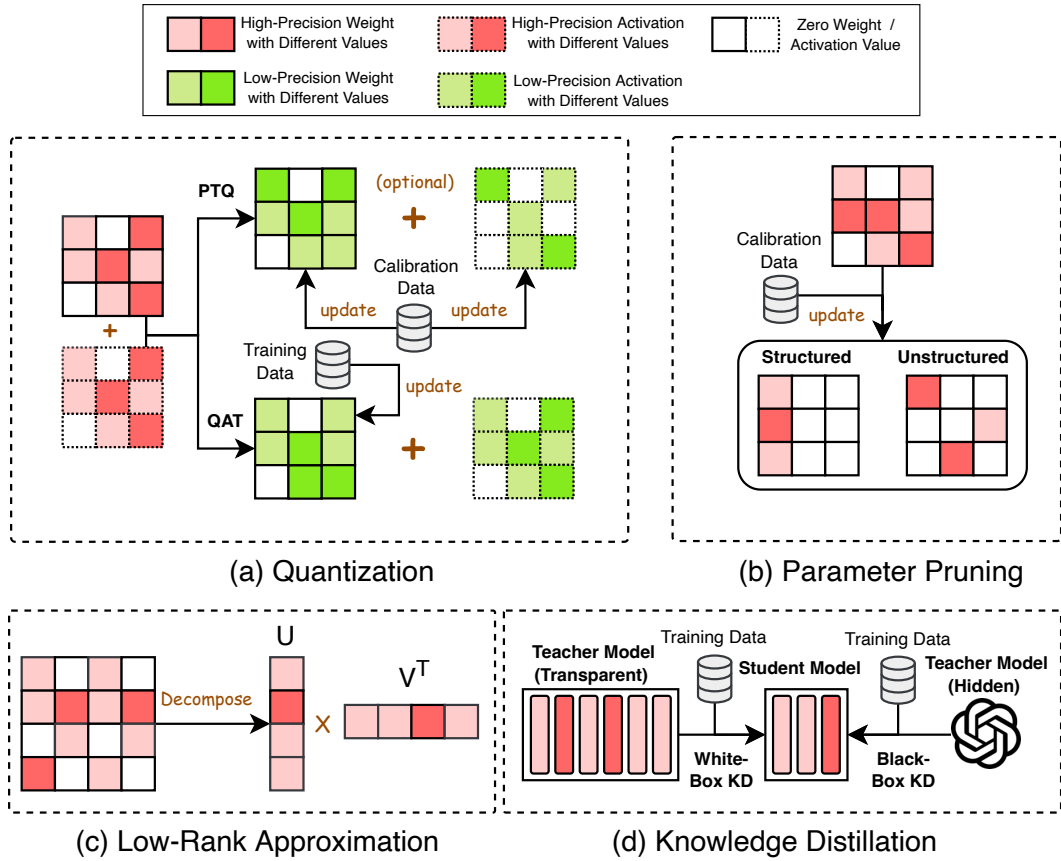 High-Precision Weight
with Different Values
High-Precision Activation
with Different Values
Zero Weight /
Activation Value
Low-Precision Weight
with Different Values
Low-Precision Activation
with Different Values
PTQ
(optional)
+
Calibration
Data
update
update
+
Training
Data
update
QAT
+
(a) Quantization
Calibration
Data
update
Structured
Unstructured
(b) Parameter Pruning
U
V^T
Decompose
X
(c) Low-Rank Approximation
Training Data
Training Data
Teacher Model
(Transparent)
Student Model
Teacher Model
(Hidden)
White-
Box KD
Black-
Box KD
(d) Knowledge Distillation